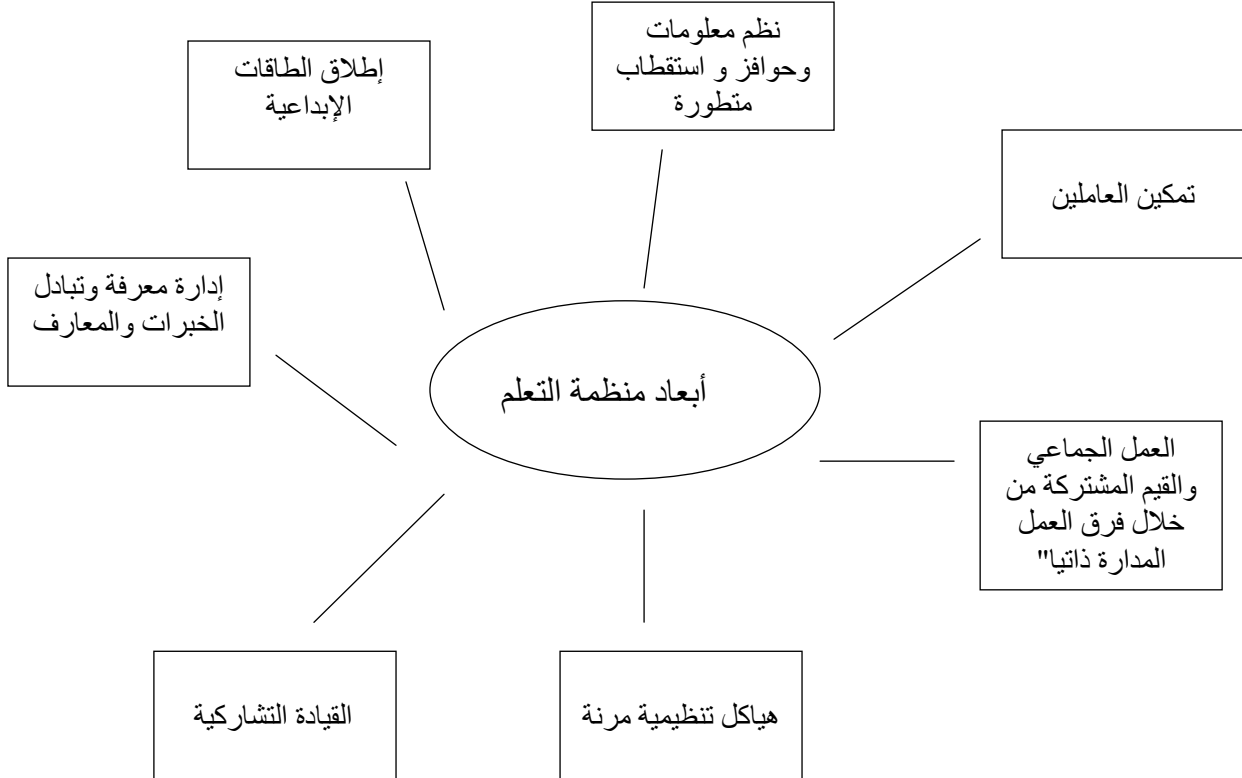 نظم معلومات
وحوافز و استقطاب
متطورة
إطلاق الطاقات
الإبداعية
تمكين العاملين
إدارة معرفة وتبادل
الخبرات والمعارف
أبعاد منظمة التعلم
العمل الجماعي
والقيم المشتركة من
خلال فرق العمل
المدارة ذاتيا"
هياكل تنظيمية مرنة
القيادة التشاركية